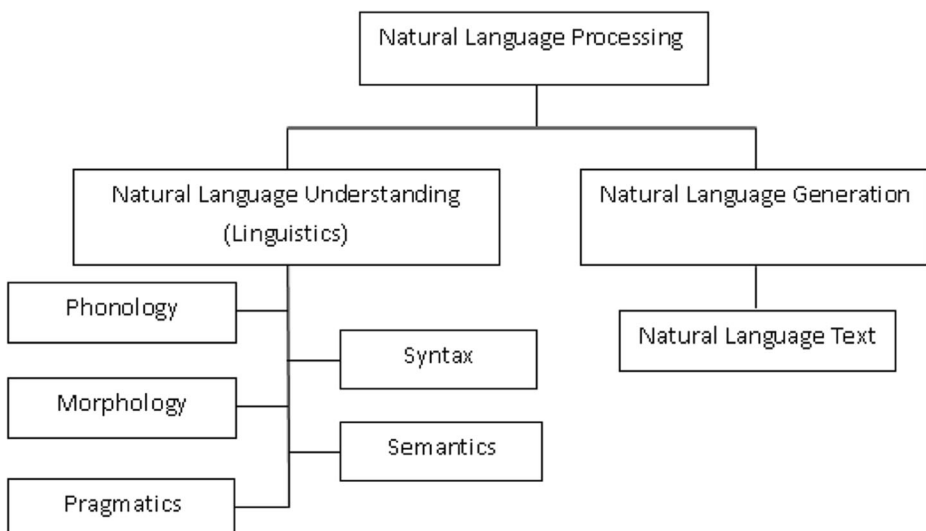 Natural Language Processing
Natural Language Understanding
(Linguistics)
Natural Language Generation
Phonology
Natural Language Text
Syntax
Morphology
Semantics
Pragmatics